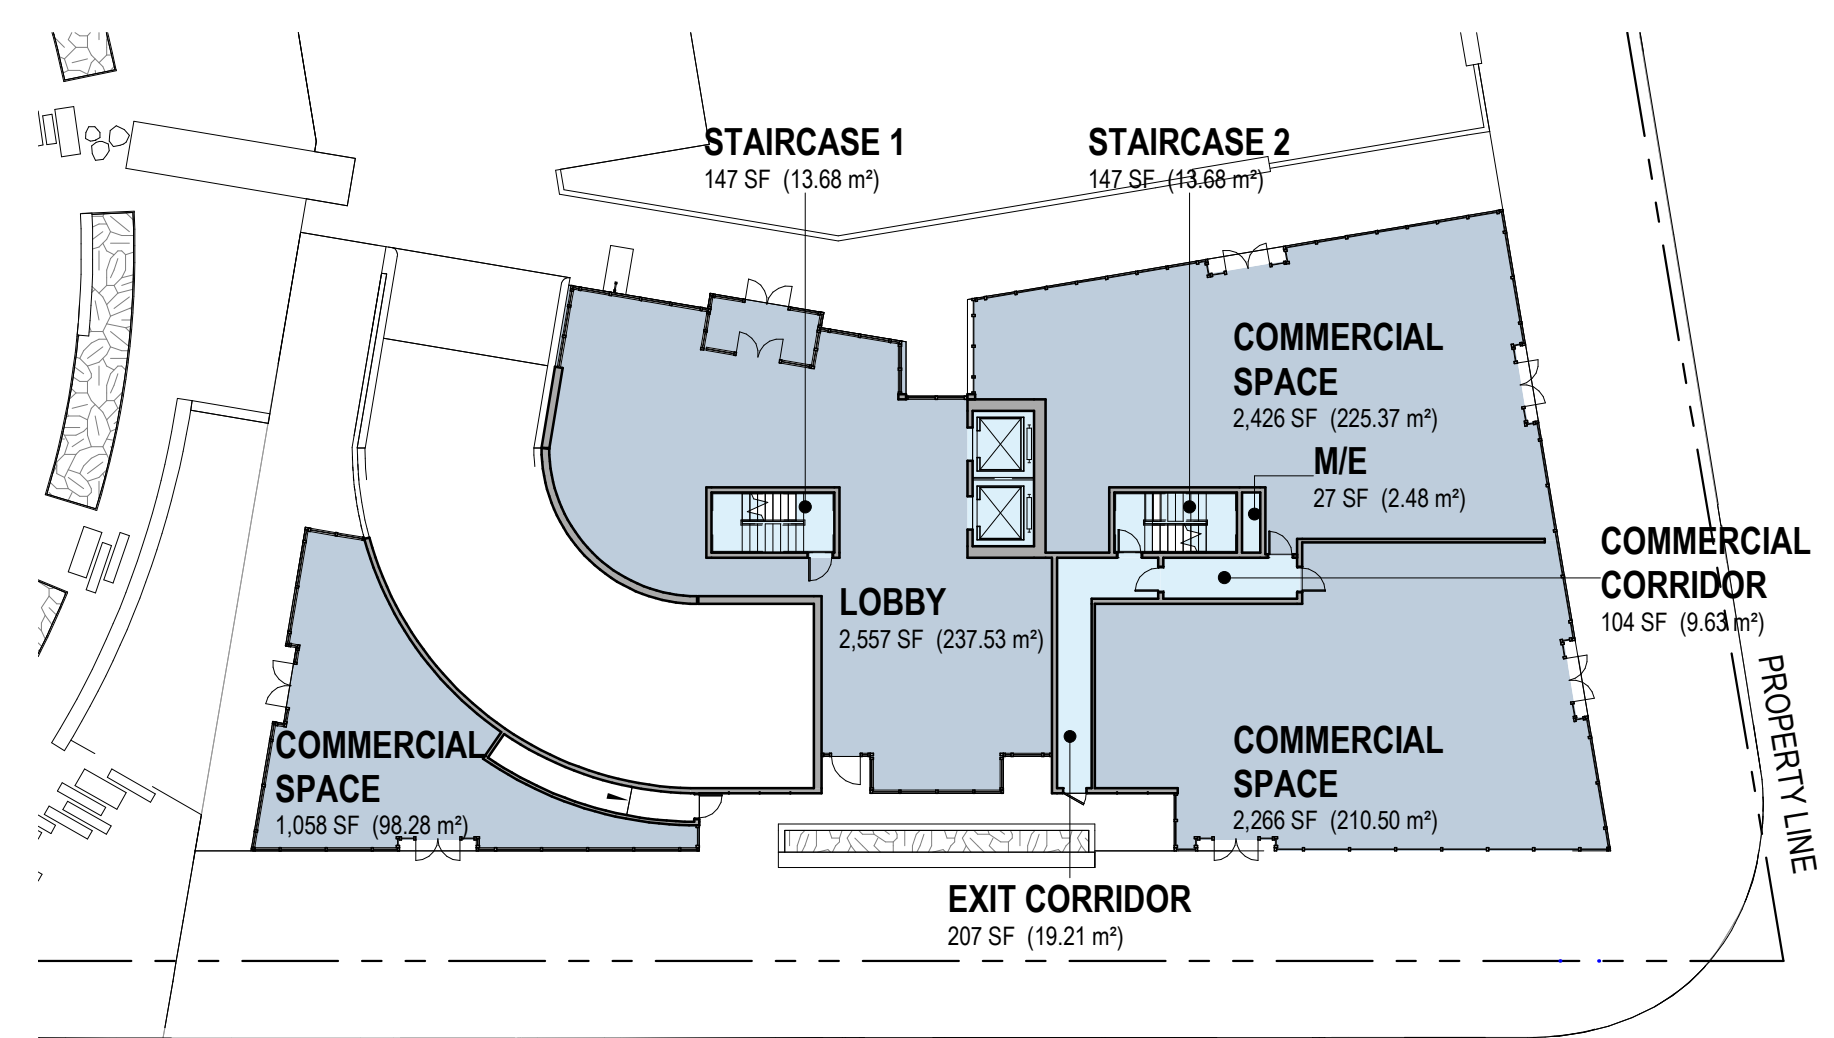 STAIRCASE 1
147 SF (13.68 m²)
STAIRCASE 2
147 SF (13.68 m²)
COMMERCIAL
SPACE
2,426 SF (225.37 m²)
M/E
27 SF (2.48 m²)
COMMERCIAL
CORRIDOR
104 SF (9.63 m²)
LOBBY
2,557 SF (237.53 m²)
PROPERTY LINE
COMMERCIAL
SPACE
1,058 SF (98.28 m²)
COMMERCIAL
SPACE
2,266 SF (210.50 m²)
EXIT CORRIDOR
207 SF (19.21 m²)